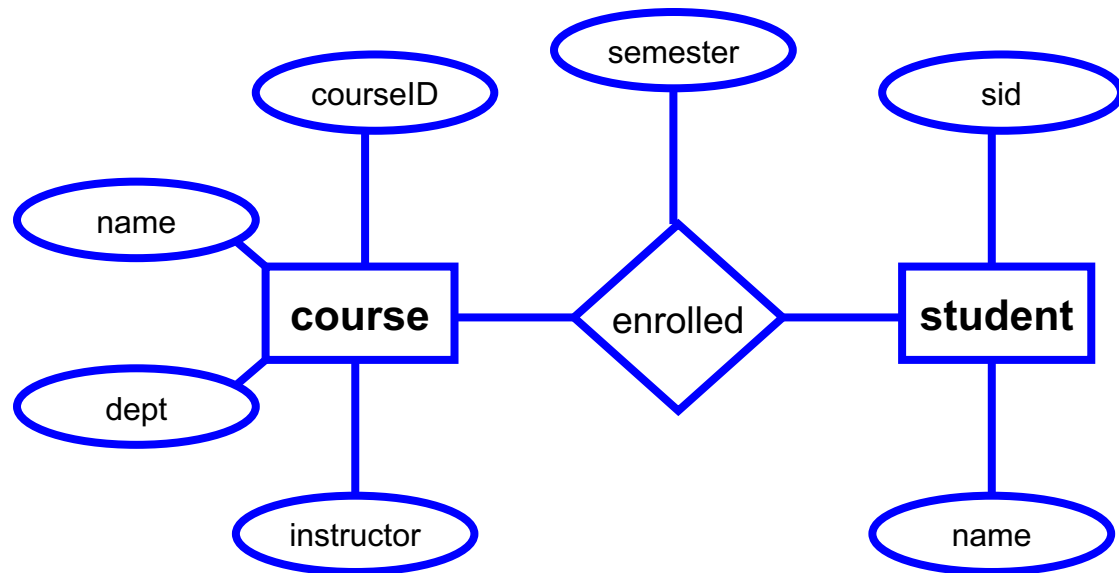 semester
courseID
sid
name
course
enrolled
student
dept
instructor
name